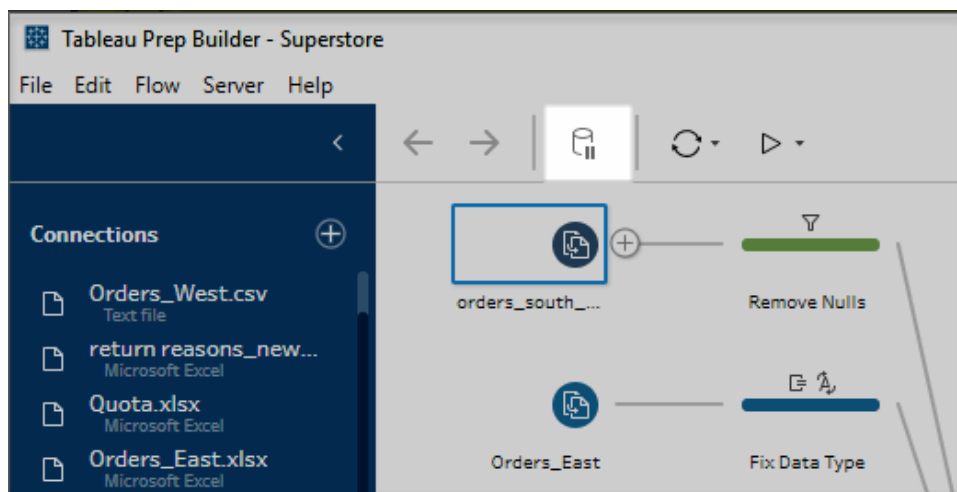 Tableau Prep Builder - Superstore
File Edit Flow Server Help
Connections
Orders_West.csv
Text file
return reasons_new...
Microsoft Excel
Quota.xlsx
Microsoft Excel
Orders_East.xlsx
Microsoft Excel
orders_south_...
Remove Nulls
Orders_East
Fix Data Type